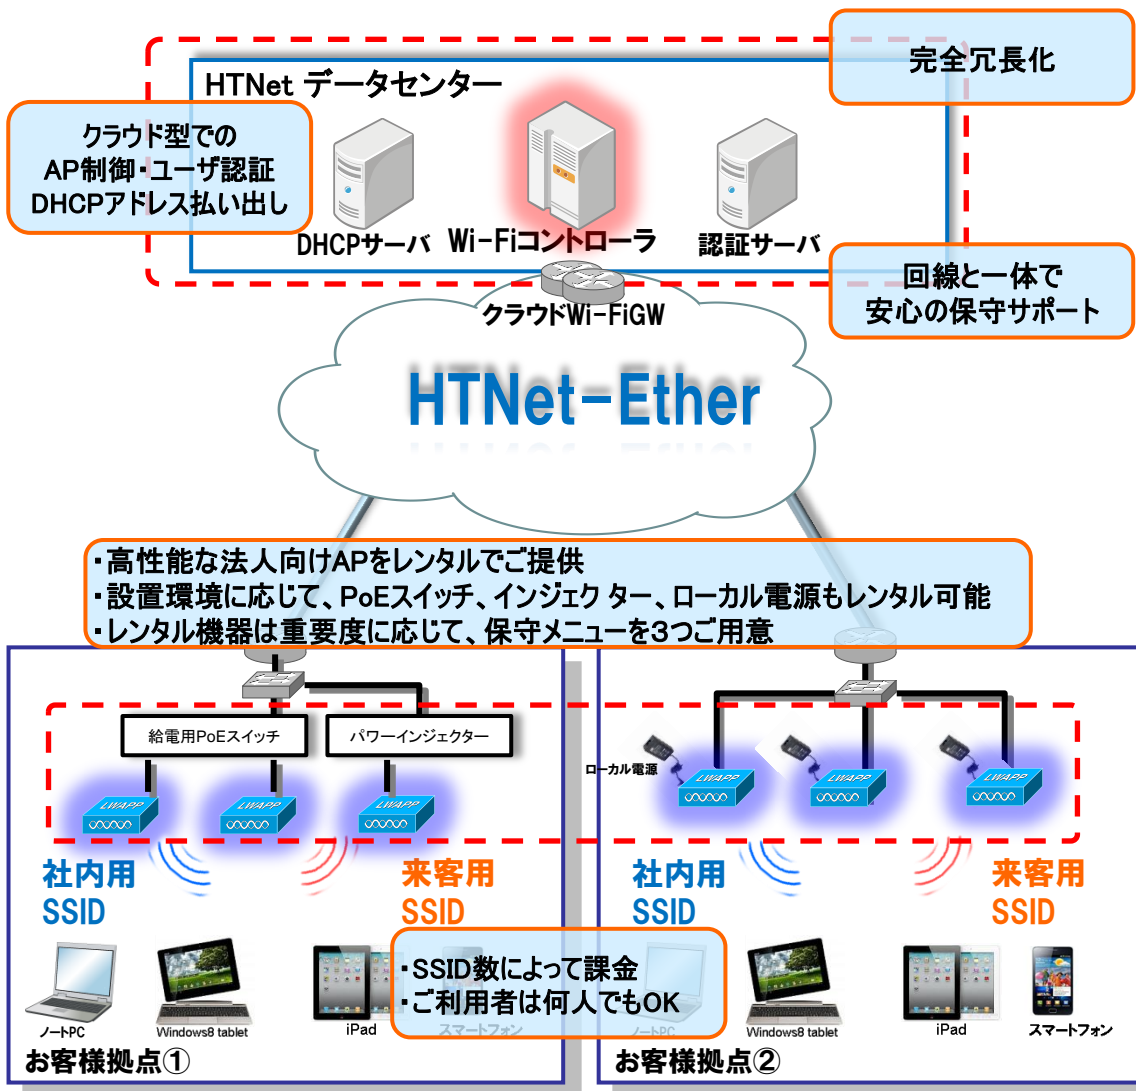 完全冗長化
HTNet データセンター
クラウド型での
AP制御・ユーザ認証
DHCPアドレス払い出し
DHCPサーバ
Wi-Fiコントローラ
認証サーバ
回線と一体で
安心の保守サポート
クラウドWi-FiGW
HTNet-Ether
・高性能な法人向けAPをレンタルでご提供
・設置環境に応じて、PoEスイッチ、インジェク ター、ローカル電源もレンタル可能
・レンタル機器は重要度に応じて、保守メニューを3つご用意
給電用PoEスイッチ
パワーインジェクター
ローカル電源
LWAPP
LWAPP
LWAPP
LWAPP
LWAPP
LWAPP
社内用
SSID
来客用
SSID
社内用
SSID
来客用
SSID
・SSID数によって課金
・ご利用者は何人でもOK
ノートPC
Windows8 tablet
iPad
スマートフォン
ノートPC
Windows8 tablet
iPad
スマートフォン
お客様拠点①
お客様拠点②